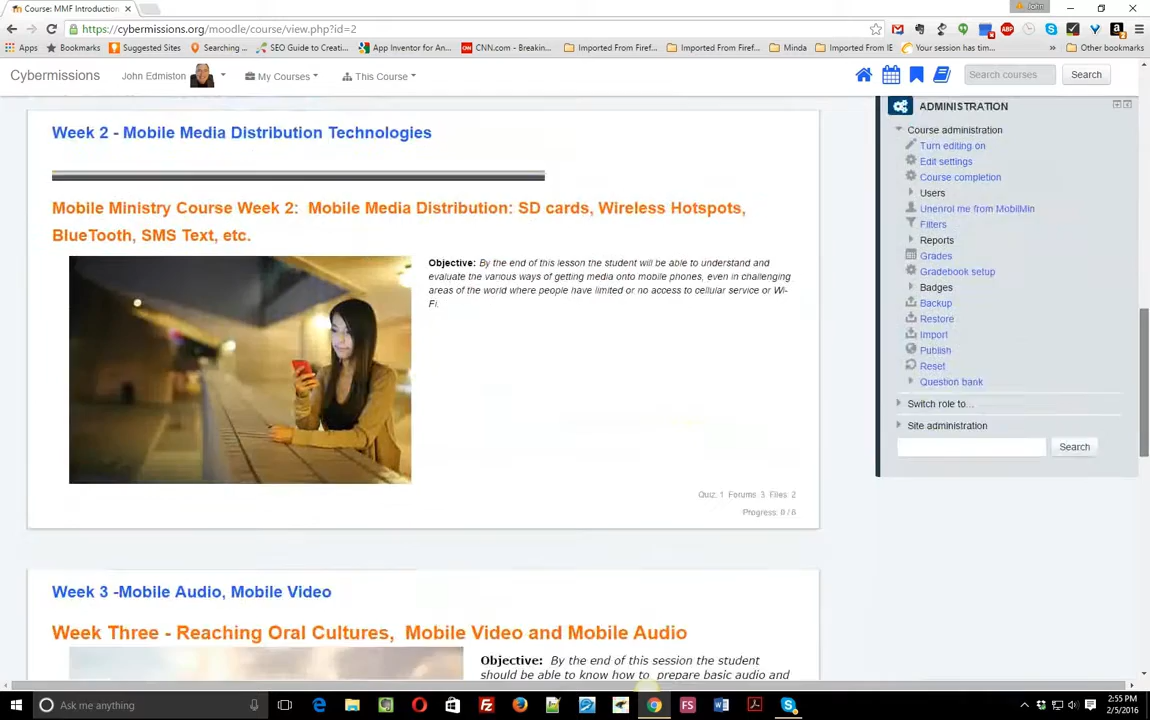 Course: MMF Introduction
John
https://cybermissions.org/moodle/course/view.php?id=2
Apps
Bookmarks
Suggested Sites
Searching ...
SEO Guide to Creati...
App Inventor for An...
CNN.com - Breakin...
Imported From Firef...
Imported From Firef...
Minda
Imported From IE
Your session has tim...
»
Other bookmarks
Cybermissions
John Edmiston
My Courses
This Course
Search courses
Search
Week 2 - Mobile Media Distribution Technologies
Mobile Ministry Course Week 2: Mobile Media Distribution: SD cards, Wireless Hotspots,
BlueTooth, SMS Text, etc.
Objective: By the end of this lesson the student will be able to understand and
evaluate the various ways of getting media onto mobile phones, even in challenging
areas of the world where people have limited or no access to cellular service or Wi-
Fi.
Quiz: 1 Forums: 3 Files: 2
Progress: 0 / 6
Week 3 -Mobile Audio, Mobile Video
Week Three - Reaching Oral Cultures, Mobile Video and Mobile Audio
Objective: By the end of this session the student
should be able to know how to prepare basic audio and
ADMINISTRATION
Course administration
Turn editing on
Edit settings
Course completion
Users
Unenrol me from MobilMin
Filters
Reports
Grades
Gradebook setup
Badges
Backup
Restore
Import
Publish
Reset
Question bank
Switch role to...
Site administration
Search
Ask me anything
2:55 PM
2/5/2016